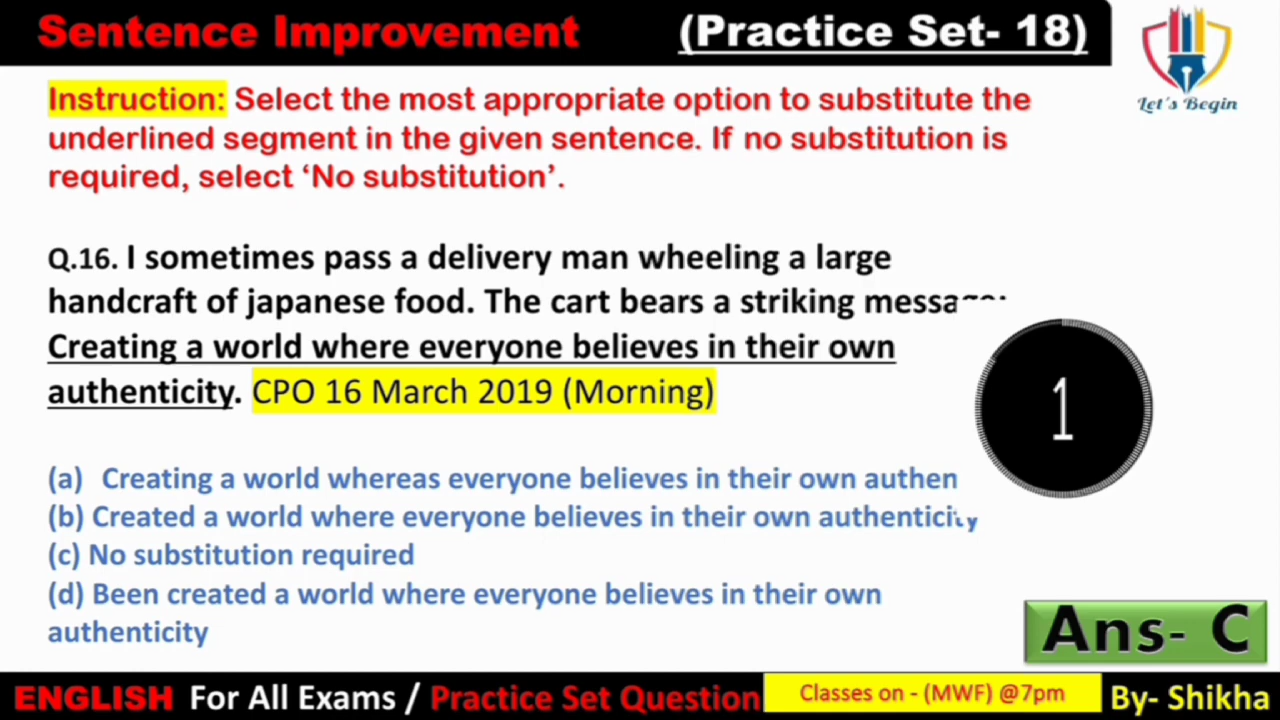 Sentence Improvement (Practice Set- 18)
Let's Begin
Instruction: Select the most appropriate option to substitute the
underlined segment in the given sentence. If no substitution is
required, select ‘No substitution’.
Q.16. I sometimes pass a delivery man wheeling a large
handcraft of japanese food. The cart bears a striking message:
Creating a world where everyone believes in their own
authenticity. CPO 16 March 2019 (Morning)
1
(a) Creating a world whereas everyone believes in their own authen
(b) Created a world where everyone believes in their own authenticity
(c) No substitution required
(d) Been created a world where everyone believes in their own
authenticity
Ans- C
ENGLISH For All Exams / Practice Set Question Classes on - (MWF) @7pm By- Shikha